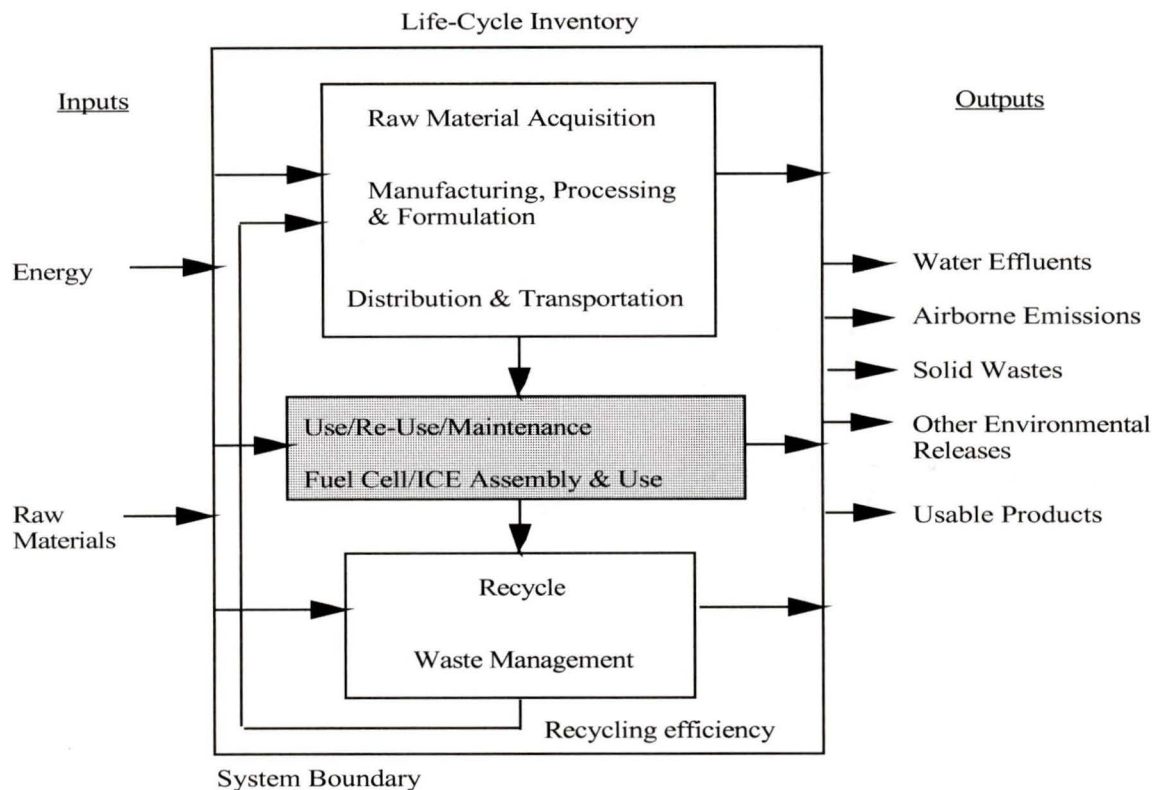 Life-Cycle Inventory
Inputs
Outputs
Raw Material Acquisition
Manufacturing, Processing
& Formulation
Distribution & Transportation
Energy
Raw
Materials
Use/Re-Use/Maintenance
Fuel Cell/ICE Assembly & Use
Recycle
Waste Management
Recycling efficiency
Water Effluents
Airborne Emissions
Solid Wastes
Other Environmental
Releases
Usable Products
System Boundary